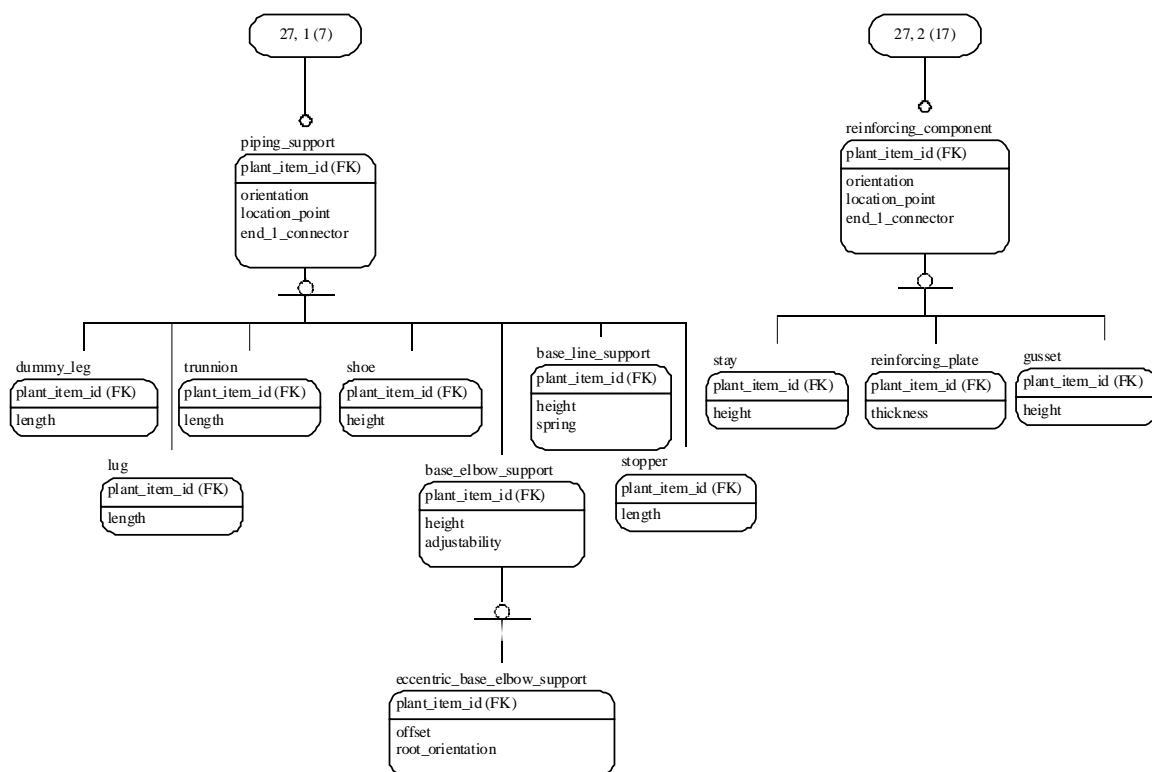 27, 1 (7)
27, 2 (17)
piping_support
plant_item_id (FK)
orientation
location_point
end_1_connector
reinforcing_component
plant_item_id (FK)
orientation
location_point
end_1_connector
dummy_leg
plant_item_id (FK)
length
trunnion
plant_item_id (FK)
length
shoe
plant_item_id (FK)
height
base_line_support
plant_item_id (FK)
height
spring
stay
plant_item_id (FK)
height
reinforcing_plate
plant_item_id (FK)
thickness
gusset
plant_item_id (FK)
height
lug
plant_item_id (FK)
length
base_elbow_support
plant_item_id (FK)
height
adjustability
stopper
plant_item_id (FK)
length
eccentric_base_elbow_support
plant_item_id (FK)
offset
root_orientation